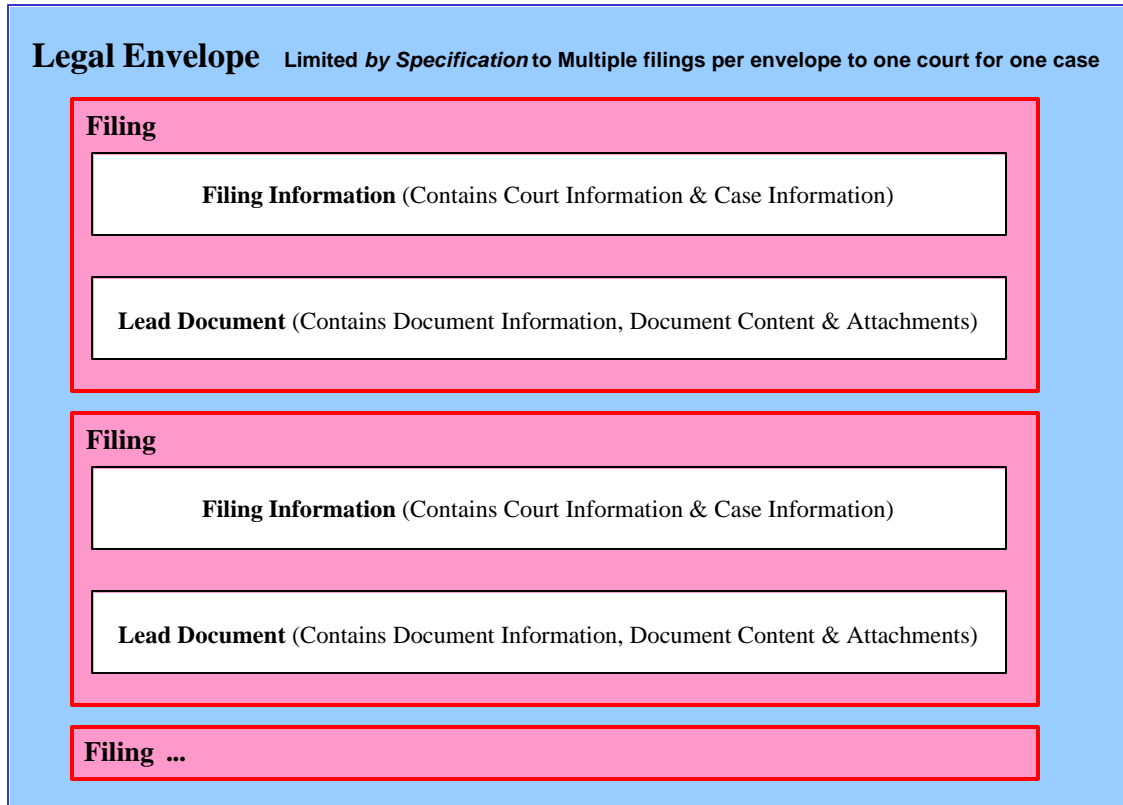 Legal Envelope Limited by Specification to Multiple filings per envelope to one court for one case
Filing
Filing Information (Contains Court Information & Case Information)
Lead Document (Contains Document Information, Document Content & Attachments)
Filing
Filing Information (Contains Court Information & Case Information)
Lead Document (Contains Document Information, Document Content & Attachments)
Filing ...